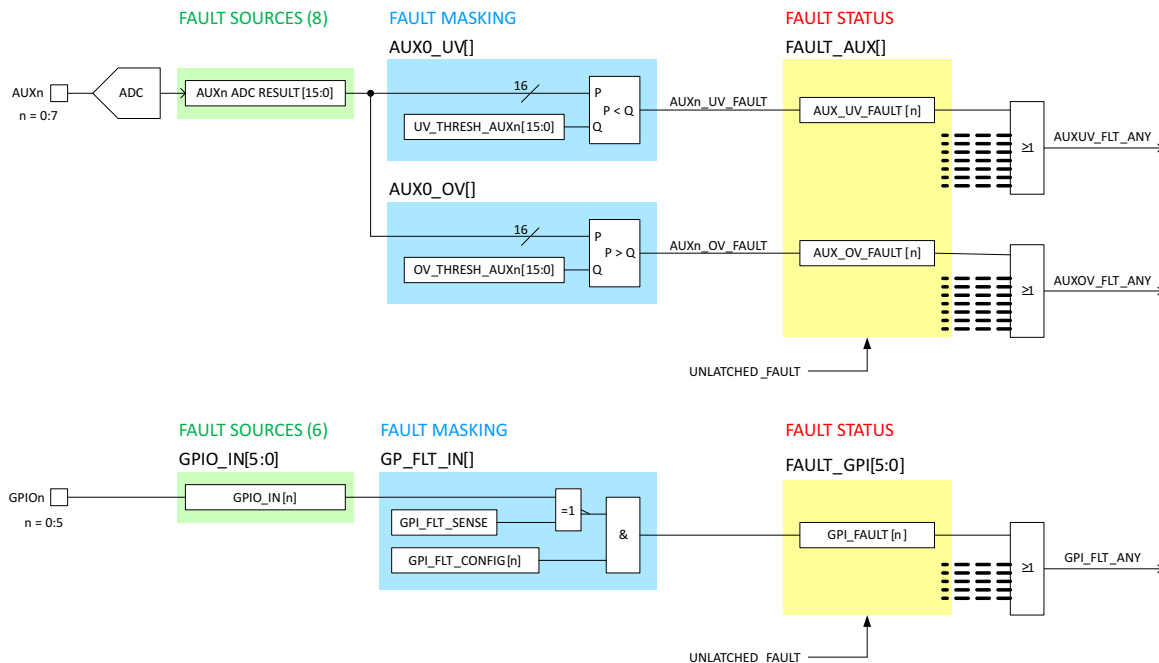 FAULT SOURCES (8)
FAULT MASKING
FAULT STATUS
AUX0_UV[]
FAULT_AUX[]
AUXn
n = 0:7
ADC
AUXn ADC RESULT[15:0]
16
P
P < Q
Q
UV_THRESH_AUXn[15:0]
AUXn_UV_FAULT
AUX_UV_FAULT[n]
≥1
AUXUV_FLT_ANY
AUX0_OV[]
16
P
P > Q
Q
OV_THRESH_AUXn[15:0]
AUXn_OV_FAULT
AUX_OV_FAULT[n]
≥1
AUXOV_FLT_ANY
UNLATCHED_FAULT
FAULT SOURCES (6)
FAULT MASKING
FAULT STATUS
GPIO_IN[5:0]
GP_FLT_IN[]
FAULT_GPI[5:0]
GPIOn
n = 0:5
GPIO_IN[n]
=1
GPI_FLT_SENSE
GPI_FLT_CONFIG[n]
&
GPI_FAULT[n]
≥1
GPI_FLT_ANY
UNLATCHED_FAULT